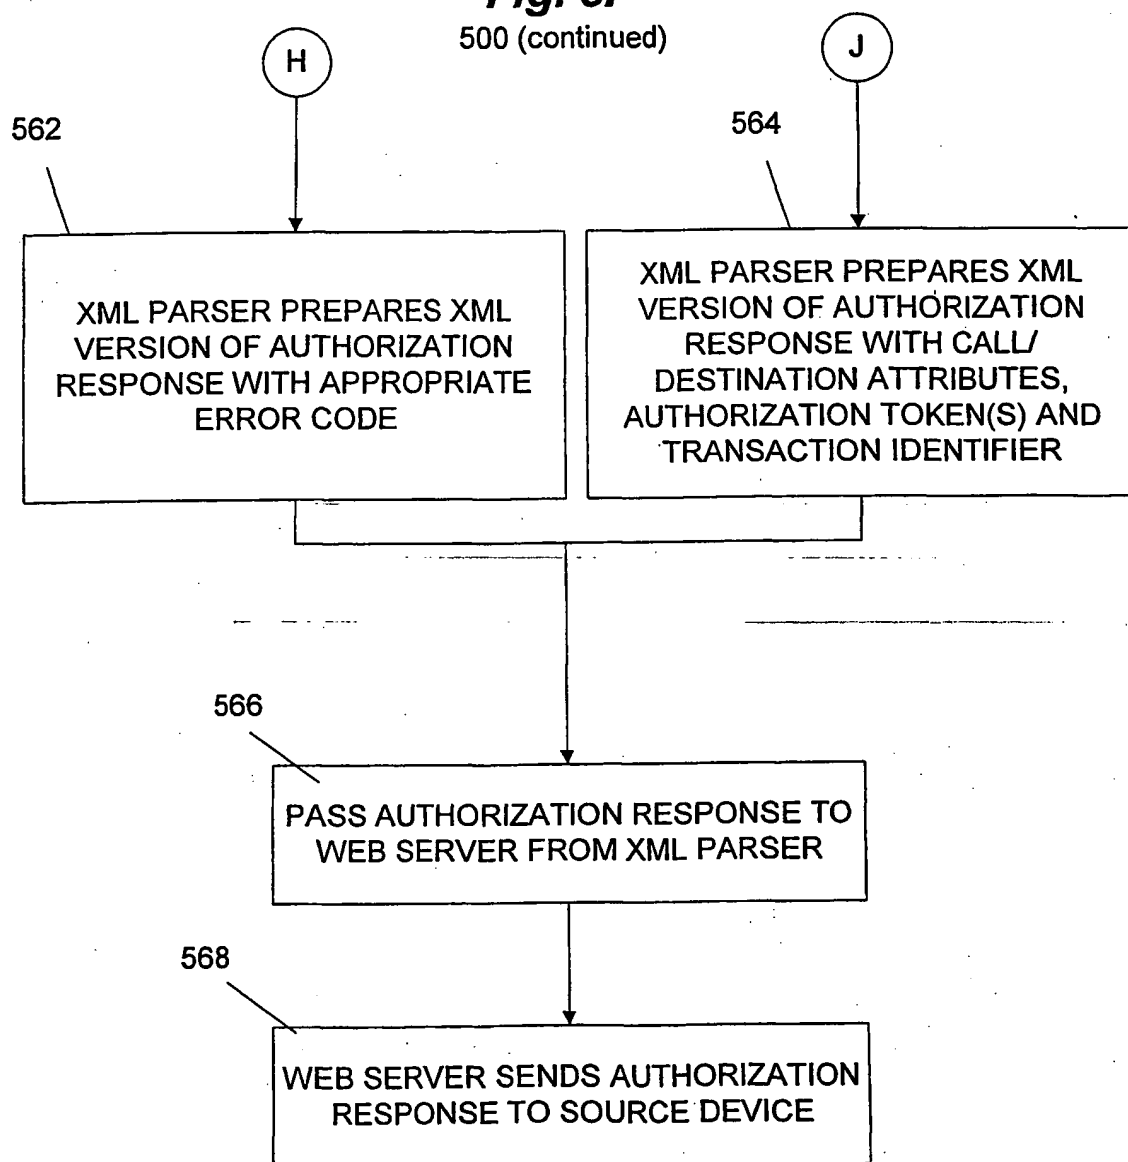 500 (continued)
H
J
562
564
XML PARSER PREPARES XML
VERSION OF AUTHORIZATION
RESPONSE WITH APPROPRIATE
ERROR CODE
XML PARSER PREPARES XML
VERSION OF AUTHORIZATION
RESPONSE WITH CALL/
DESTINATION ATTRIBUTES,
AUTHORIZATION TOKEN(S) AND
TRANSACTION IDENTIFIER
566
PASS AUTHORIZATION RESPONSE TO
WEB SERVER FROM XML PARSER
568
WEB SERVER SENDS AUTHORIZATION
RESPONSE TO SOURCE DEVICE